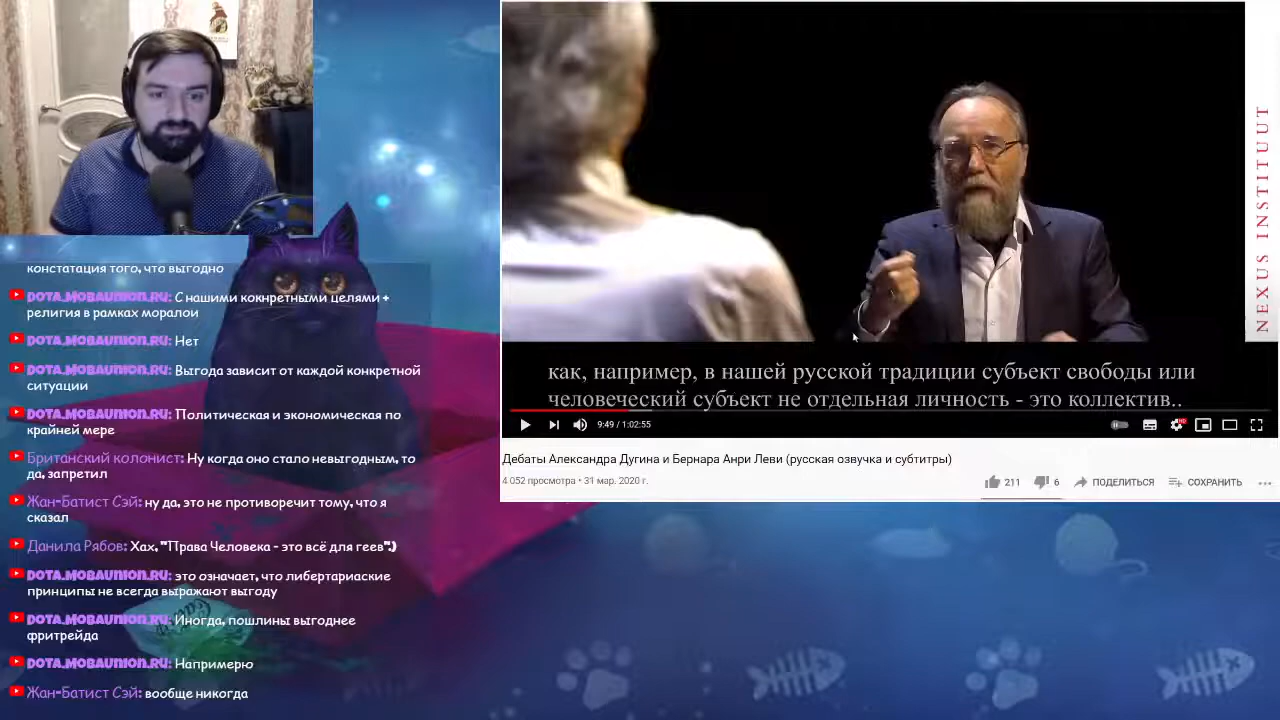 констатация того, что выгодно
DOTA.MOBAUNION.RU: С нашими кокнретными целями +
религия в рамках моралои
DOTA.MOBAUNION.RU: Нет
DOTA.MOBAUNION.RU: Выгода зависит от каждой конкретной
ситуации
DOTA.MOBAUNION.RU: Политическая и экономическая по
крайней мере
Британский колонист: Ну когда оно стало невыгодным, то
да, запретил
Жан-Батист Сэй: ну да, это не противоречит тому, что я
сказал
Данила Рябов: Хах, "Права Человека - это всё для геев":)
DOTA.MOBAUNION.RU: это означает, что либертариаские
принципы не всегда выражают выгоду
DOTA.MOBAUNION.RU: Иногда, пошлины выгоднее
фритрейда
DOTA.MOBAUNION.RU: Напримерю
Жан-Батист Сэй: вообще никогда
NEXUS INSTITUUT
как, например, в нашей русской традиции субъект свободы или
человеческий субъект не отдельная личность - это коллектив..
9:49 / 1:02:55
HD
Дебаты Александра Дугина и Бернара Анри Леви (русская озвучка и субтитры)
4 052 просмотра • 31 мар. 2020 г.
211
6
ПОДЕЛИТЬСЯ
СОХРАНИТЬ